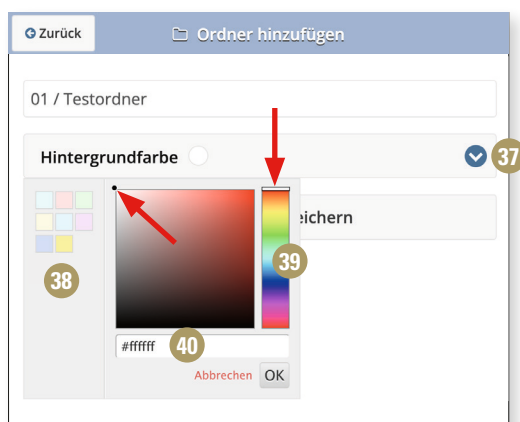 Zurück
Ordner hinzufügen
01 / Testordner
Hintergrundfarbe
37
eichern
38
39
#ffffff
40
Abbrechen OK